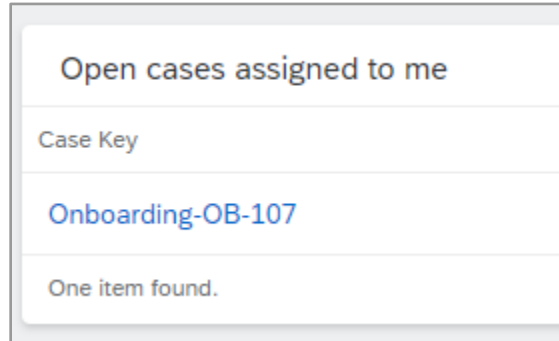 Open cases assigned to me
Case Key
Onboarding-OB-107
One item found.